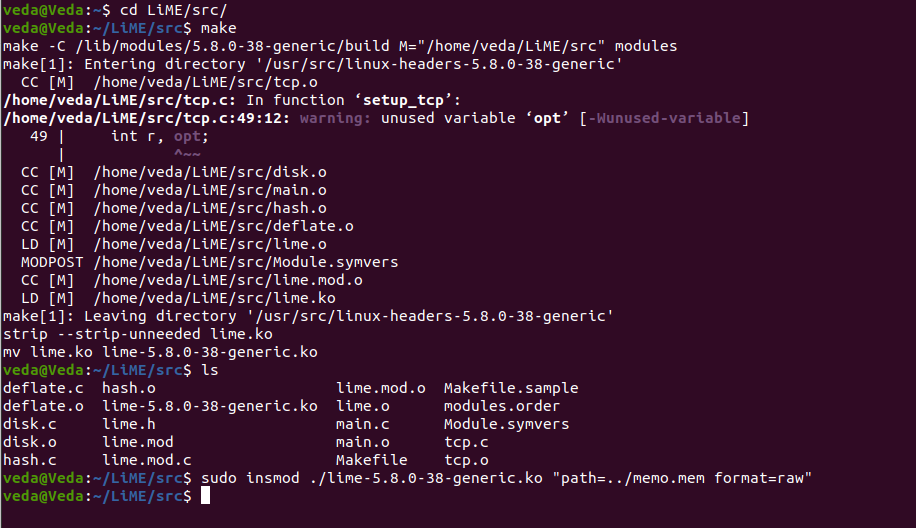 veda@Veda:~$ cd LiME/src/
veda@Veda:~/LiME/src$ make
make -C /lib/modules/5.8.0-38-generic/build M="/home/veda/LiME/src" modules
make[1]: Entering directory '/usr/src/linux-headers-5.8.0-38-generic'
  CC [M]  /home/veda/LiME/src/tcp.o
/home/veda/LiME/src/tcp.c: In function ‘setup_tcp’:
/home/veda/LiME/src/tcp.c:49:12: warning: unused variable ‘opt’ [-Wunused-variable]
   49 |     int r, opt;
      |            ^~~
  CC [M]  /home/veda/LiME/src/disk.o
  CC [M]  /home/veda/LiME/src/main.o
  CC [M]  /home/veda/LiME/src/hash.o
  CC [M]  /home/veda/LiME/src/deflate.o
  LD [M]  /home/veda/LiME/src/lime.o
  MODPOST /home/veda/LiME/src/Module.symvers
  CC [M]  /home/veda/LiME/src/lime.mod.o
  LD [M]  /home/veda/LiME/src/lime.ko
make[1]: Leaving directory '/usr/src/linux-headers-5.8.0-38-generic'
strip --strip-unneeded lime.ko
mv lime.ko lime-5.8.0-38-generic.ko
veda@Veda:~/LiME/src$ ls
deflate.c  hash.o                    lime.mod.o  Makefile.sample
deflate.o  lime-5.8.0-38-generic.ko  lime.o      modules.order
disk.c     lime.h                    main.c      Module.symvers
disk.o     lime.mod                  main.o      tcp.c
hash.c     lime.mod.c                Makefile    tcp.o
veda@Veda:~/LiME/src$ sudo insmod ./lime-5.8.0-38-generic.ko "path=../memo.mem format=raw"
veda@Veda:~/LiME/src$